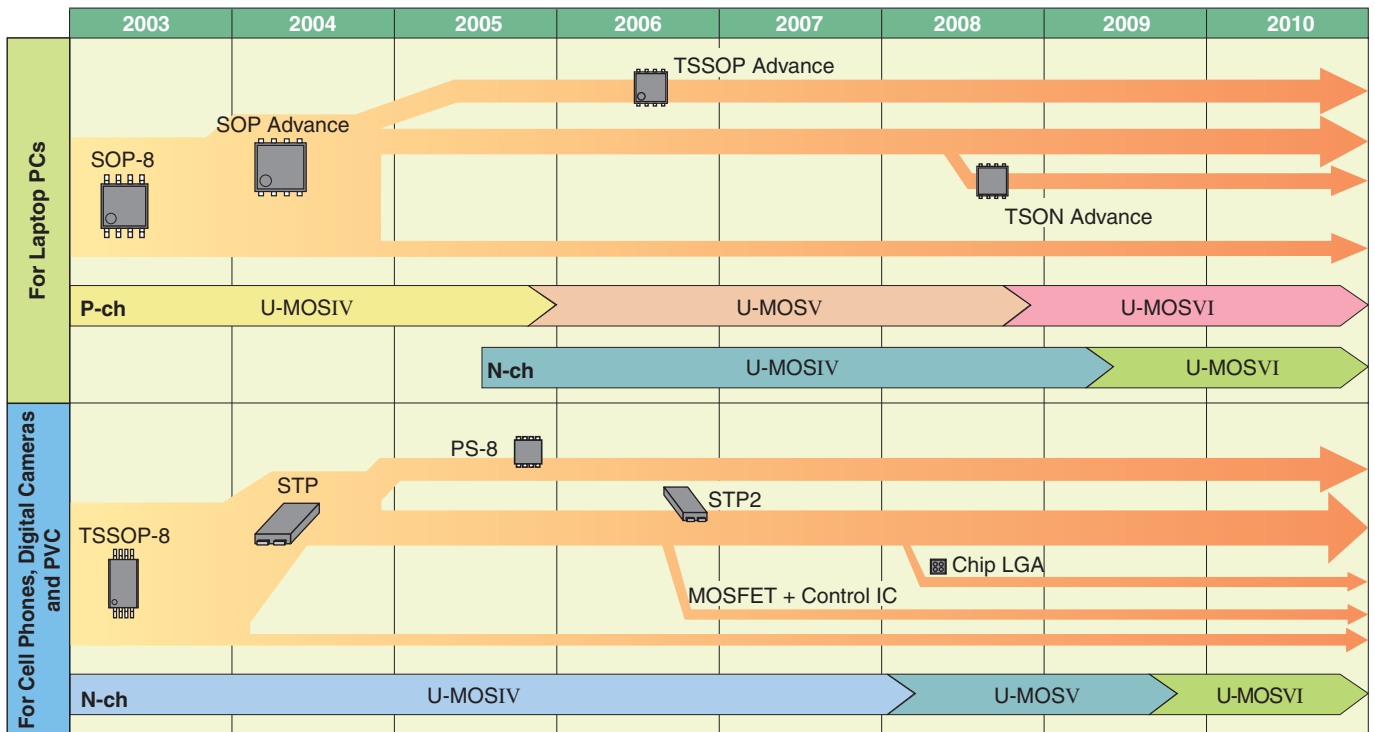 2003 2004 2005 2006 2007 2008 2009 2010
For Laptop PCs
TSSOP Advance
SOP Advance
SOP-8
TSON Advance
P-ch U-MOSIV U-MOSV U-MOSVI
N-ch U-MOSIV U-MOSVI
For Cell Phones, Digital Cameras
and PVC
PS-8
STP
STP2
TSSOP-8
Chip LGA
MOSFET + Control IC
N-ch U-MOSIV U-MOSV U-MOSVI